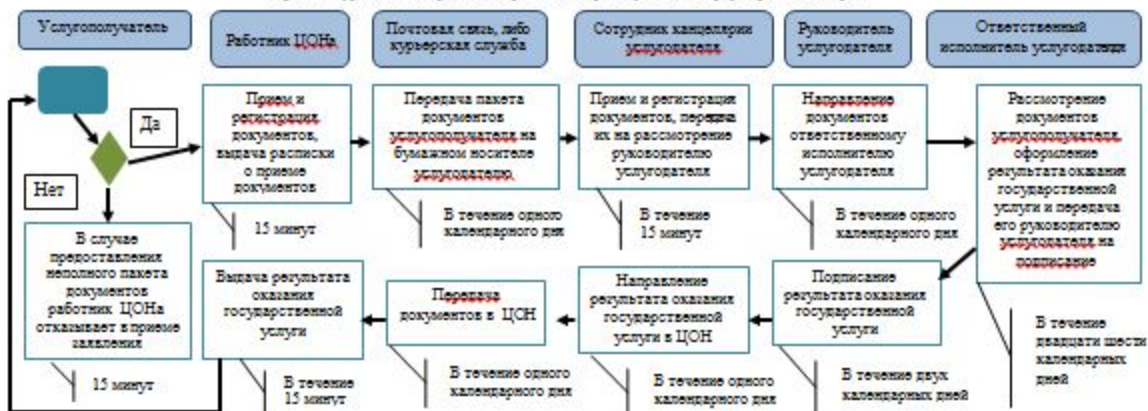 Услугополучатель
Работник ЦОНа
Почтовая связь, либо
курьерская служба
Сотрудник канцелярии
услугодателя
Руководитель
услугодателя
Ответственный
исполнитель услугодателя
Да
Нет
Прием и
регистрация
документов,
выдача расписки
о приеме
документов
15 минут
Передача пакета
документов
услугополучателя на
бумажном носителе
услугодателю
В течение одного
календарного дня
Прием и регистрация
документов, передача
их на рассмотрение
руководителю
услугодателя
В течение
15 минут
Направление
документов
ответственному
исполнителю
услугодателя
В течение одного
календарного дня
Рассмотрение
документов
услугополучателя,
оформление
результата оказания
государственной
услуги и передача
его руководителю
услугодателя на
подписание
В течение
двадцати шести
календарных
дней
В случае
предоставления
неполного пакета
документов
работник ЦОНа
отказывает в приеме
заявления
15 минут
Выдача результата
оказания
государственной
услуги
В течение
15 минут
Передача
документов в ЦОН
В течение одного
календарного дня
Направление
результата оказания
государственной
услуги в ЦОН
В течение одного
календарного дня
Подписание
результата оказания
государственной
услуги
В течение двух
календарных дней